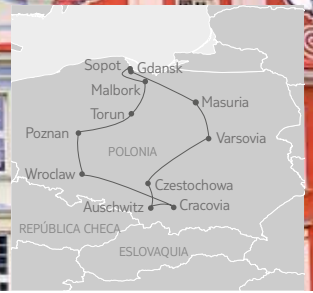 Sopot
Gdansk
Malbork
Masuria
Torun
Poznan
Varsovia
POLONIA
Wroclaw
Czestochowa
Auschwitz
Cracovia
REPÚBLICA CHECA
ESLOVAQUIA